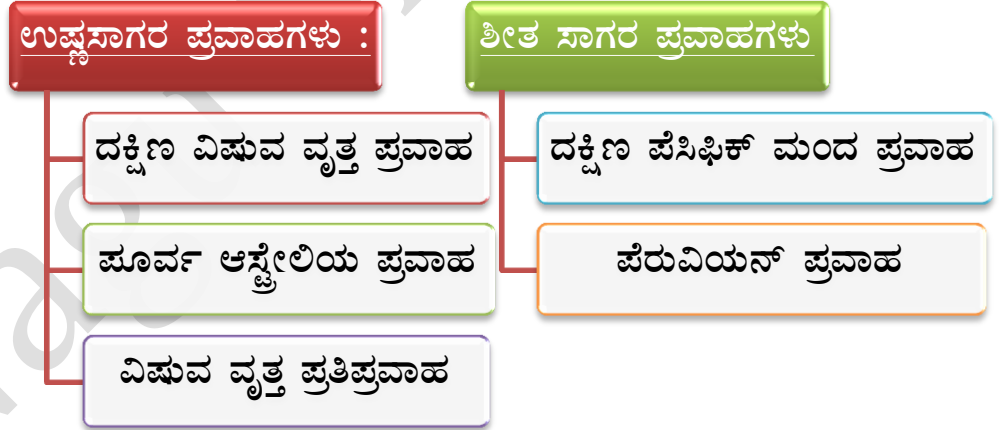 ಉಷ್ಣಸಾಗರ ಪ್ರವಾಹಗಳು :
ದಕ್ಷಿಣ ವಿಷುವ ವೃತ್ತ ಪ್ರವಾಹ
ಪೂರ್ವ ಆಸ್ಟ್ರೇಲಿಯ ಪ್ರವಾಹ
ವಿಷುವ ವೃತ್ತ ಪ್ರತಿಪ್ರವಾಹ
ಶೀತ ಸಾಗರ ಪ್ರವಾಹಗಳು
ದಕ್ಷಿಣ ಪೆಸಿಫಿಕ್ ಮಂದ ಪ್ರವಾಹ
ಪೆರುವಿಯನ್ ಪ್ರವಾಹ